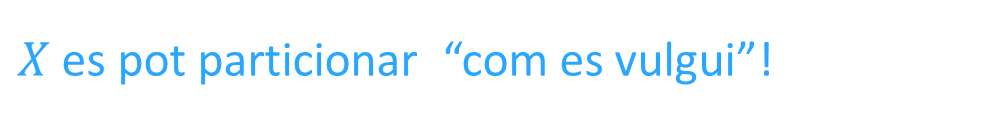 X es pot particionar “com es vulgui”!